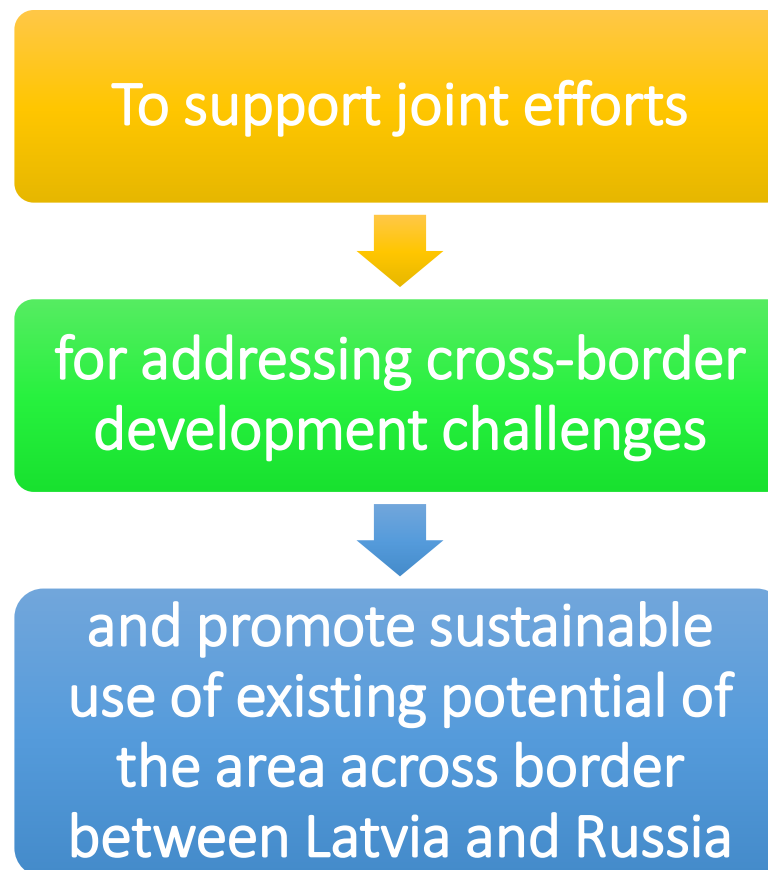 To support joint efforts
for addressing cross-border
development challenges
and promote sustainable
use of existing potential of
the area across border
between Latvia and Russia